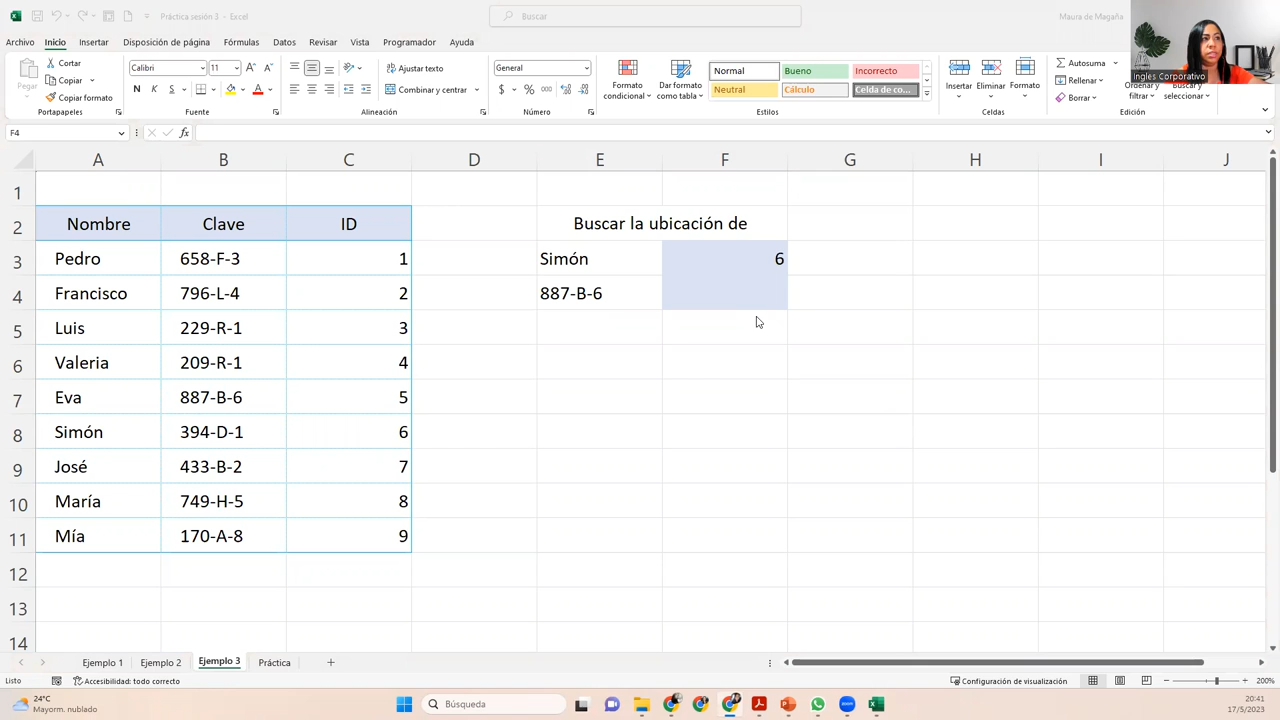 Práctica sesión 3 - Excel
Buscar
Maura de Magaña
Archivo Inicio Insertar Disposición de página Fórmulas Datos Revisar Vista Programador Ayuda
Pegar
Cortar
Copiar
Copiar formato
Portapapeles
Calibri 11
N K S
Fuente
Ajustar texto
Combinar y centrar
Alineación
General
$ % 000
Número
Formato condicional
Dar formato como tabla
Normal Bueno Incorrecto
Neutral Cálculo Celda de co...
Estilos
Insertar Eliminar Formato
Celdas
Autosuma
Rellenar
Borrar
Ordenar y filtrar
Buscar y seleccionar
Edición
Ingles Corporativo
F4
fx
A B C D E F G H I J
1
2 Nombre Clave ID Buscar la ubicación de
3 Pedro 658-F-3 1 Simón 6
4 Francisco 796-L-4 2 887-B-6
5 Luis 229-R-1 3
6 Valeria 209-R-1 4
7 Eva 887-B-6 5
8 Simón 394-D-1 6
9 José 433-B-2 7
10 María 749-H-5 8
11 Mía 170-A-8 9
12
13
14
Ejemplo 1 Ejemplo 2 Ejemplo 3 Práctica
Listo
Accesibilidad: todo correcto
Configuración de visualización
200%
24°C
Mayorm. nublado
Búsqueda
20:41
17/5/2023